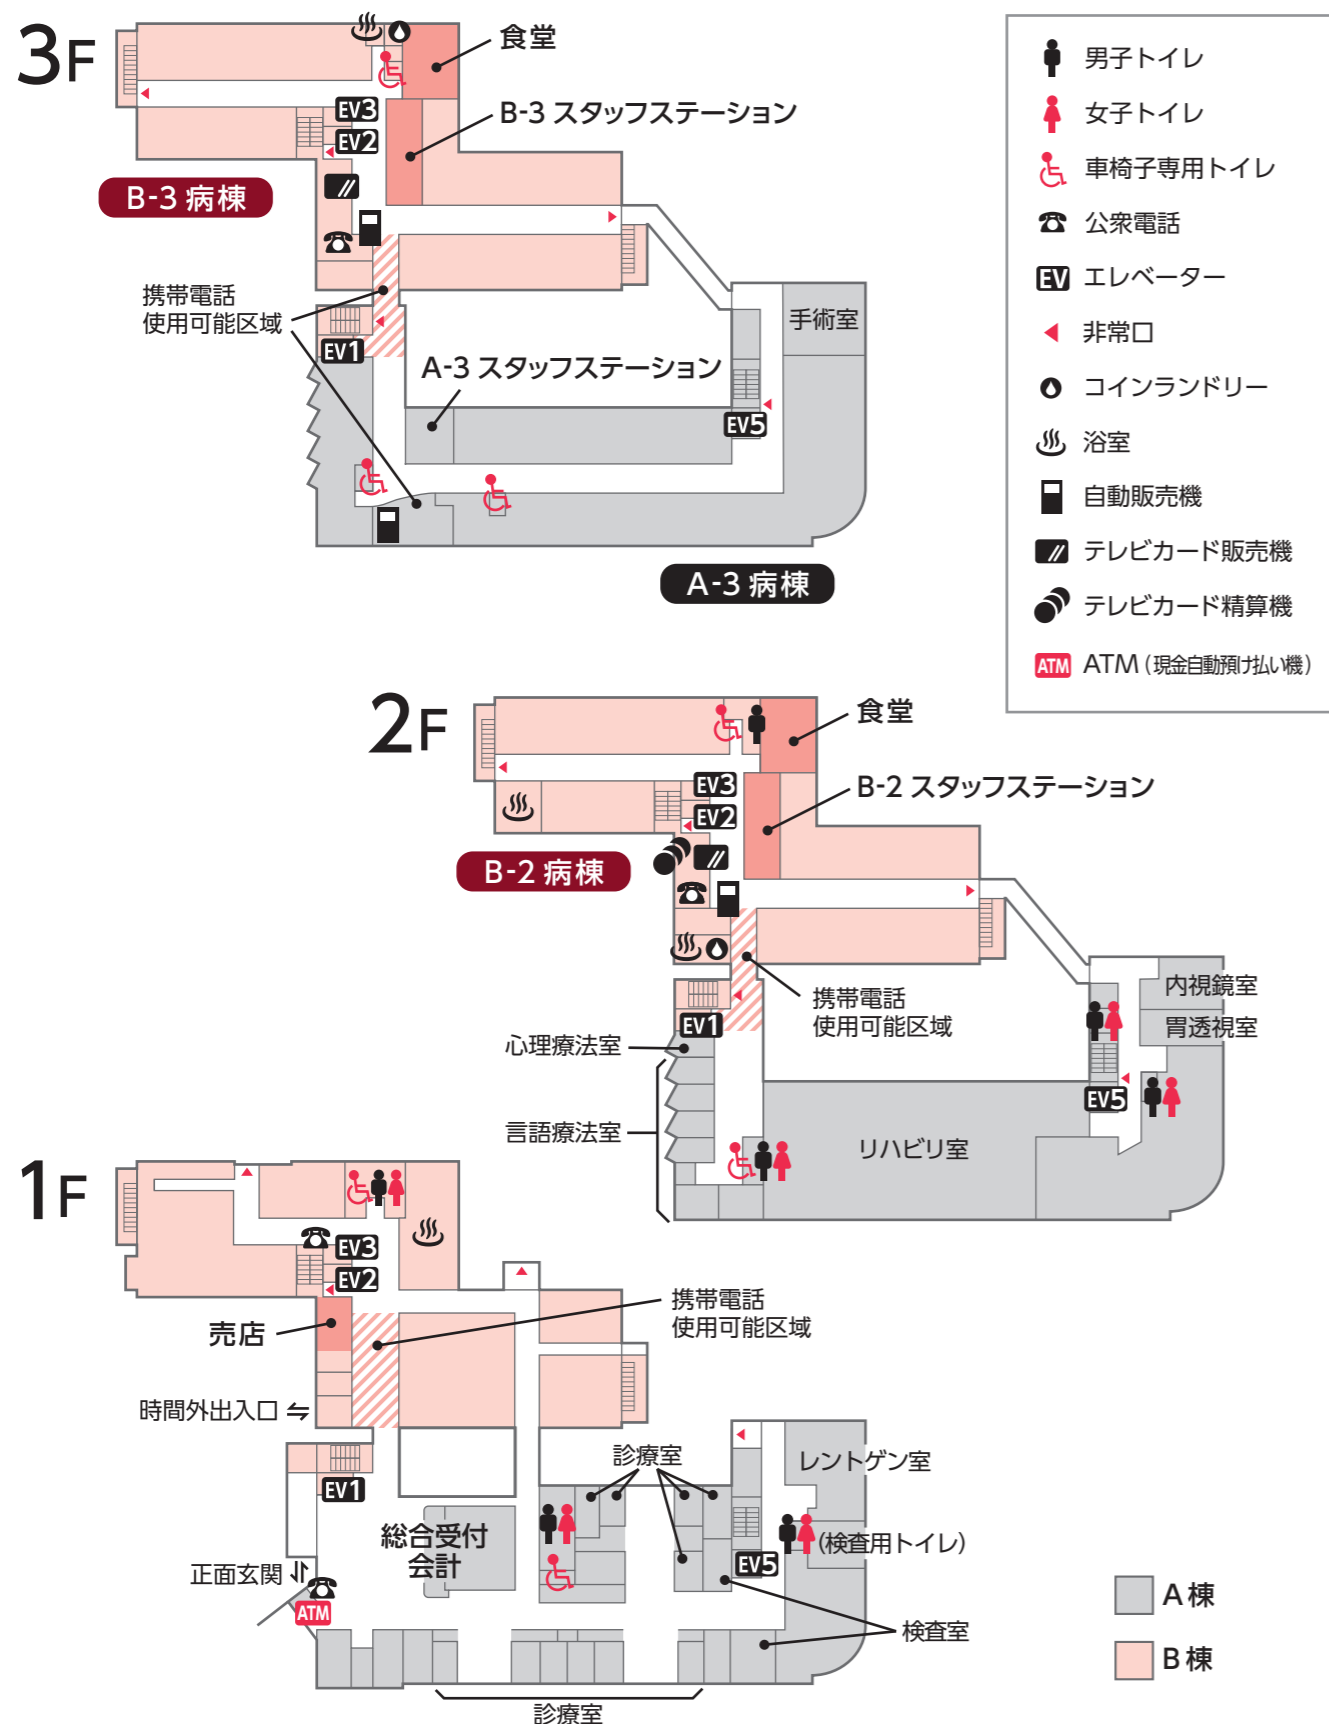 3F
食堂
EV3
EV2
B-3 スタッフステーション
B-3 病棟
携帯電話
使用可能区域
EV1
A-3 スタッフステーション
手術室
EV5
A-3 病棟
男子トイレ
女子トイレ
車椅子専用トイレ
公衆電話
EV エレベーター
非常口
コインランドリー
浴室
自動販売機
テレビカード販売機
テレビカード精算機
ATM ATM（現金自動預け払い機）
2F
食堂
EV3
EV2
B-2 スタッフステーション
B-2 病棟
携帯電話
使用可能区域
EV1
心理療法室
言語療法室
リハビリ室
内視鏡室
胃透視室
EV5
1F
EV3
EV2
売店
携帯電話
使用可能区域
時間外出入口
EV1
総合受付
会計
正面玄関
ATM
診療室
レントゲン室
(検査用トイレ)
EV5
検査室
診療室
A棟
B棟